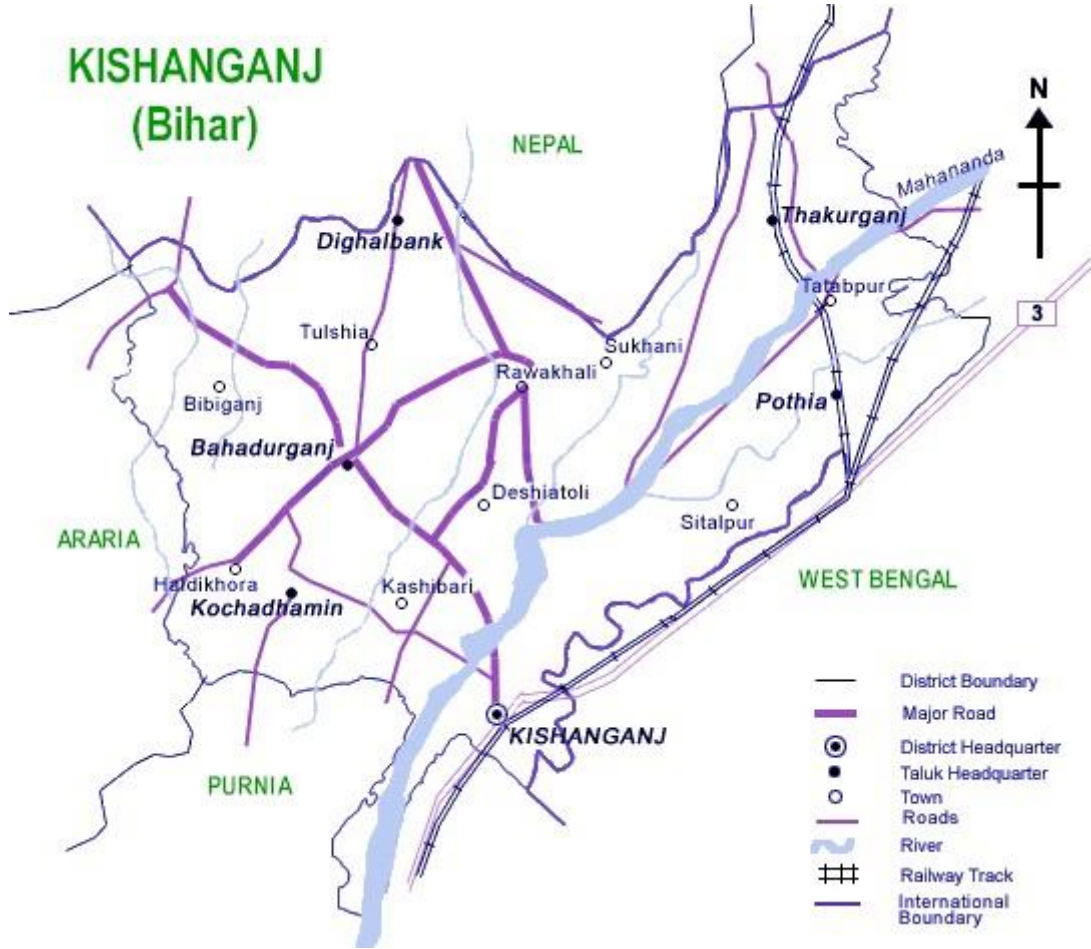 KISHANGANJ
(Bihar)
NEPAL
N
Mahananda
Thakurganj
Dighalbank
Tatabpur
3
Tulshia
Sukhani
Rawakhali
Bibiganj
Pothia
Bahadurganj
Deshiatoli
Sitalpur
ARARIA
Haldikhora
Kashibari
WEST BENGAL
Kochadhamin
KISHANGANJ
PURNIA
District Boundary
Major Road
District Headquarter
Taluk Headquarter
Town
Roads
River
Railway Track
International
Boundary